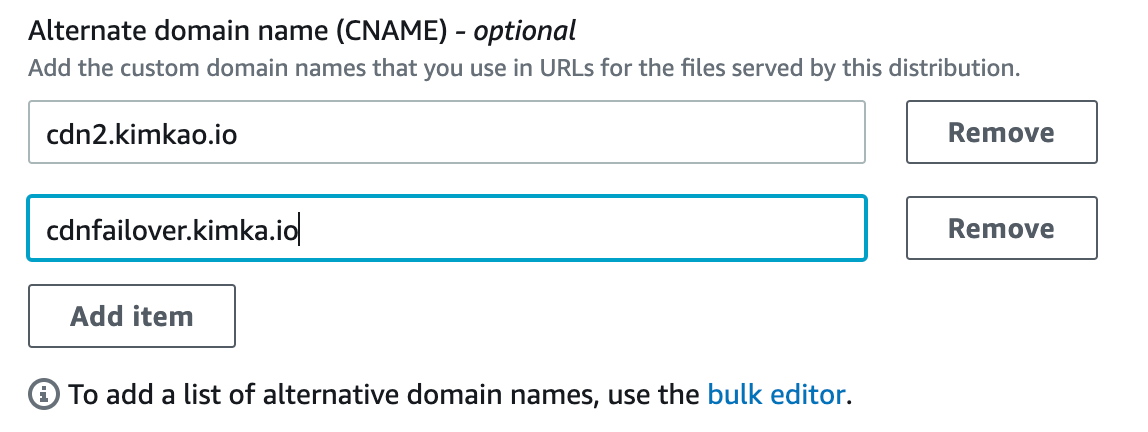 Alternate domain name (CNAME) - optional
Add the custom domain names that you use in URLs for the files served by this distribution.
cdn2.kimkao.io
Remove
cdnfailover.kimka.io
Remove
Add item
To add a list of alternative domain names, use the bulk editor.